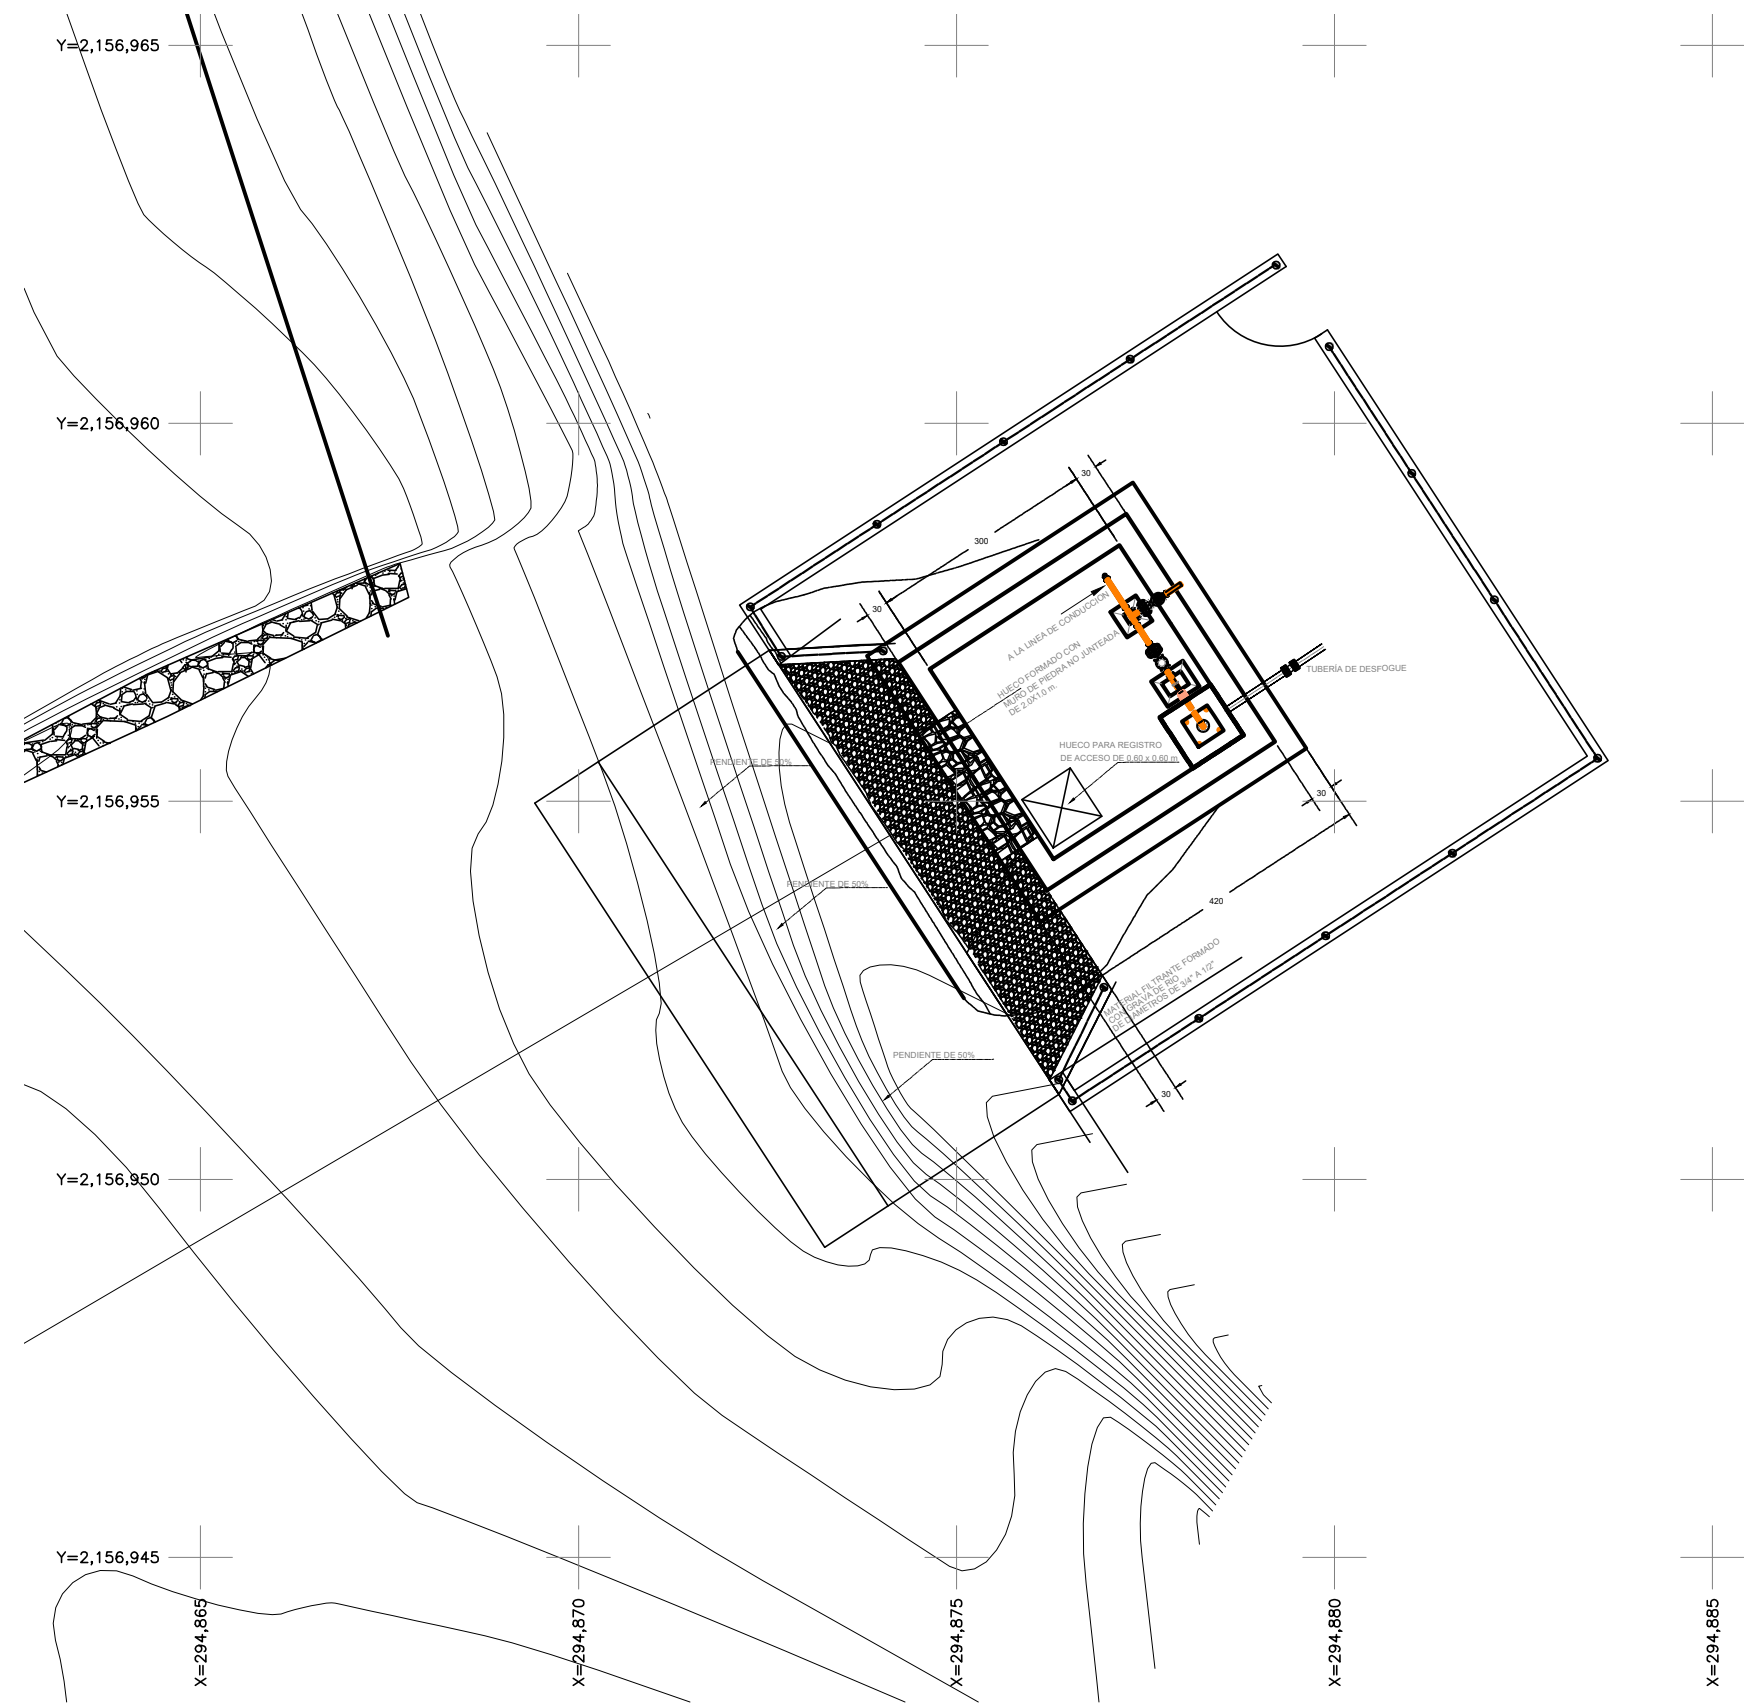 Y=2,156,965
Y=2,156,960
30
300
30
A LA LINEA DE CONDUCCION
HUECO FORMADO CON
MURO DE PIEDRA NO JUNTEADA
DE 2.0X1.0 m.
TUBERÍA DE DESFOGUE
HUECO PARA REGISTRO
DE ACCESO DE 0,60 x 0,60 m
PENDIENTE DE 50%
30
Y=2,156,955
PENDIENTE DE 50%
420
MATERIAL FILTRANTE FORMADO
CON GRAVA DE RIO
DE DIAMETROS DE 3/4" A 1/2"
PENDIENTE DE 50%
30
Y=2,156,950
Y=2,156,945
X=294,865
X=294,870
X=294,875
X=294,880
X=294,885